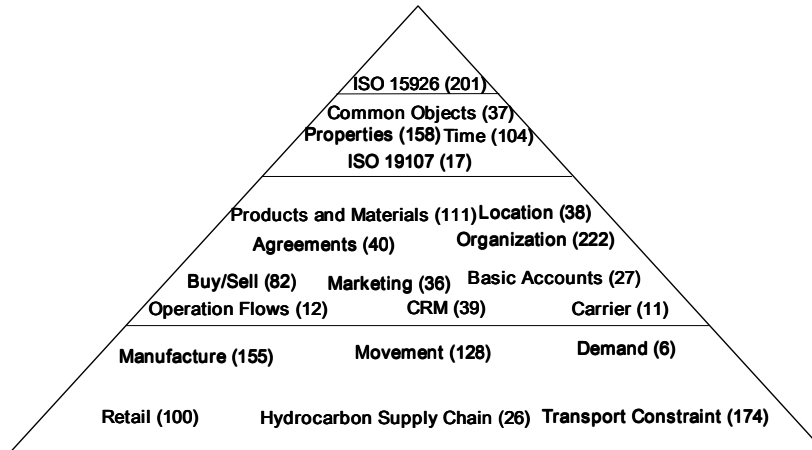 ISO 15926 (201)
Common Objects (37)
Properties (158) Time (104)
ISO 19107 (17)
Products and Materials (111) Location (38)
Agreements (40) Organization (222)
Buy/Sell (82) Marketing (36) Basic Accounts (27)
Operation Flows (12) CRM (39) Carrier (11)
Manufacture (155) Movement (128) Demand (6)
Retail (100) Hydrocarbon Supply Chain (26) Transport Constraint (174)